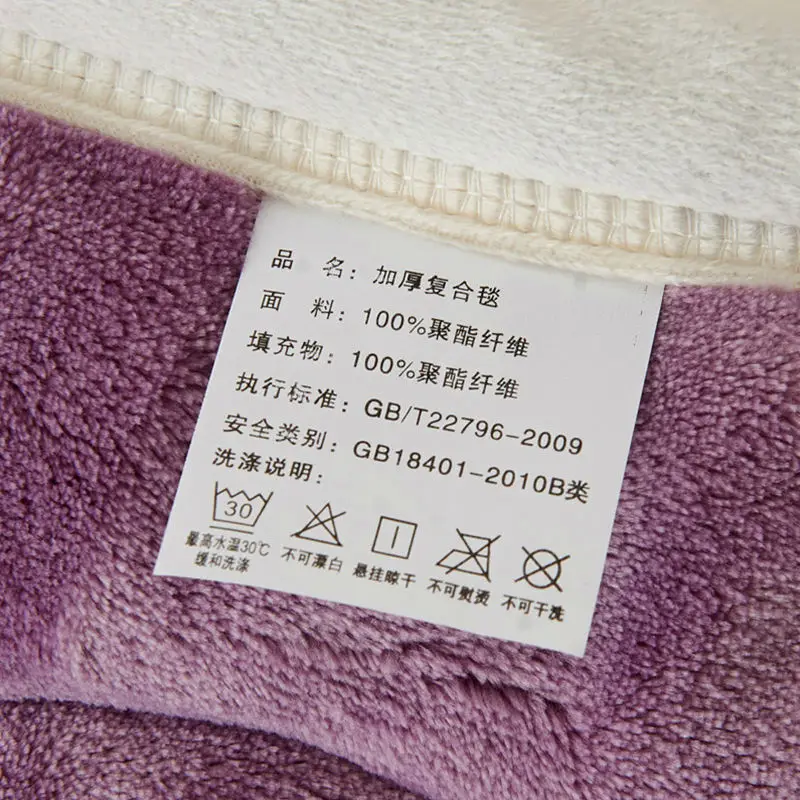 品 名：加厚复合毯
面 料：100%聚酯纤维
填充物：100%聚酯纤维
执行标准：GB/T22796-2009
安全类别：GB18401-2010B类
洗涤说明：
30
最高水温30℃ 不可漂白 悬挂晾干 不可熨烫 不可干洗
缓和洗涤